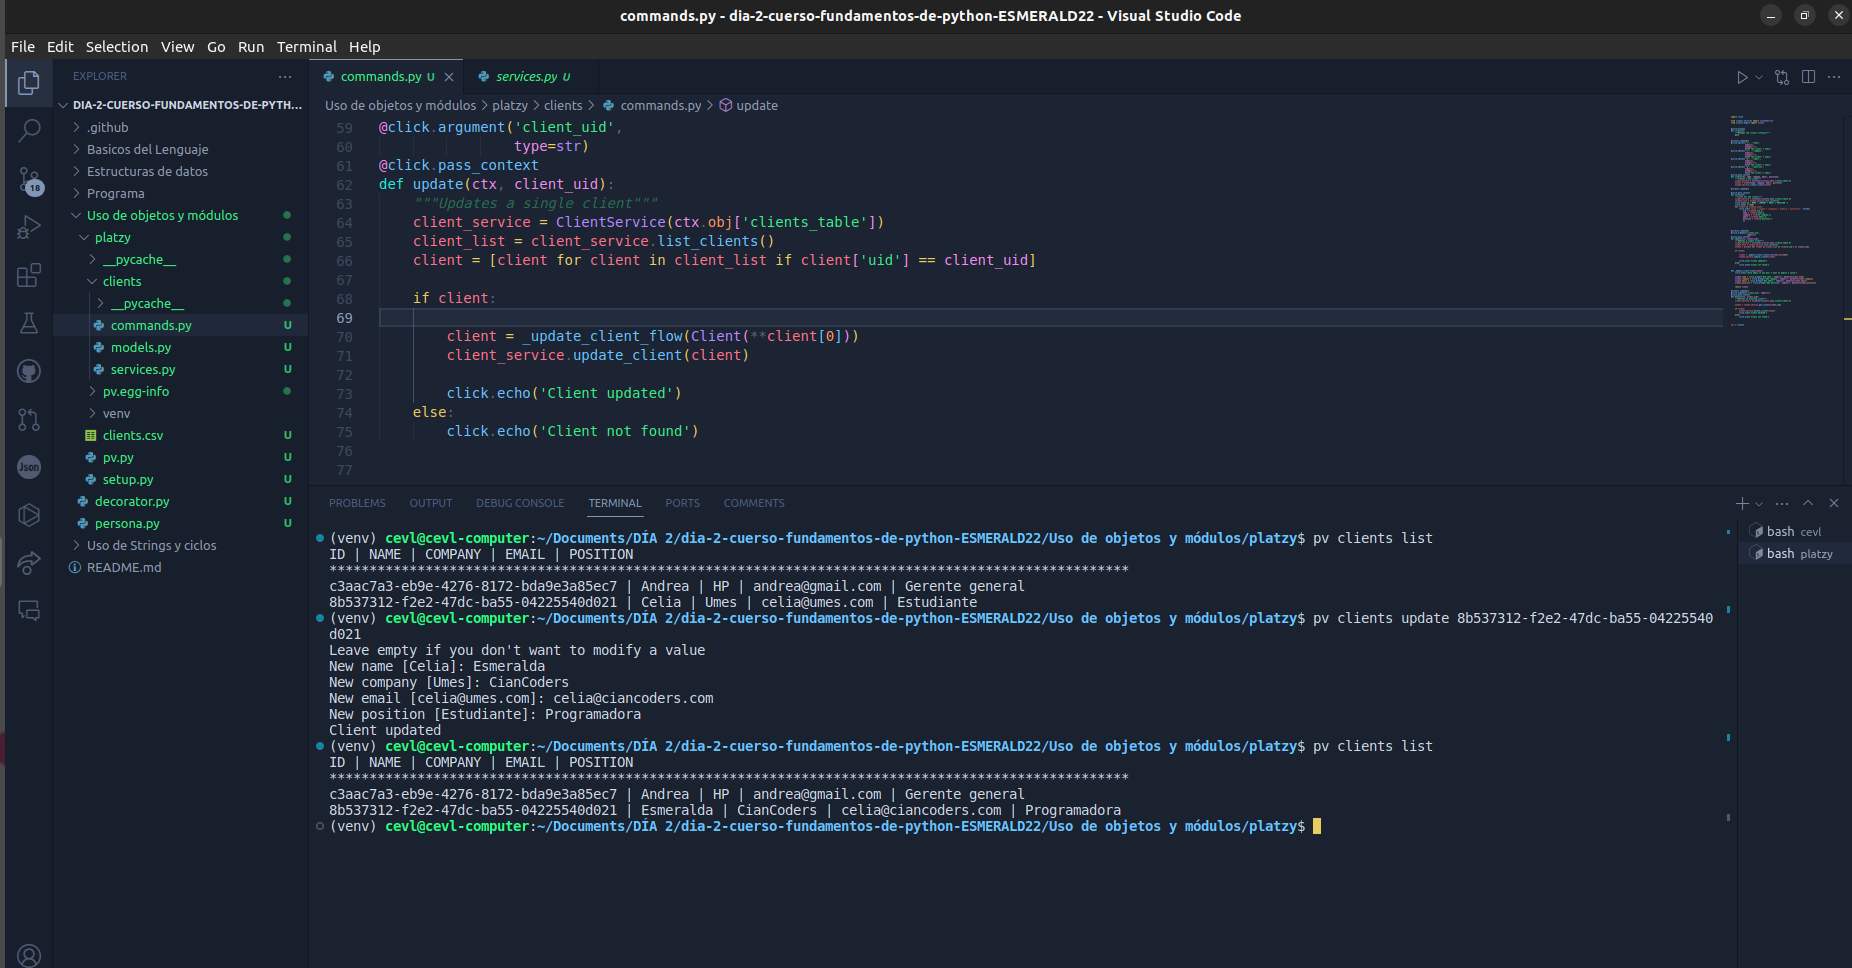 commands.py - dia-2-cuerso-fundamentos-de-python-ESMERALD22 - Visual Studio Code
File Edit Selection View Go Run Terminal Help
EXPLORER
DIA-2-CUERSO-FUNDAMENTOS-DE-PYTH...
.github
Basicos del Lenguaje
Estructuras de datos
Programa
Uso de objetos y módulos
platzy
__pycache__
clients
__pycache__
commands.py U
models.py U
services.py U
pv.egg-info
venv
clients.csv U
pv.py U
setup.py U
decorator.py U
persona.py U
Uso de Strings y ciclos
README.md
18
Json
commands.py U services.py U
Uso de objetos y módulos > platzy > clients > commands.py > update
59 @click.argument('client_uid',
60 type=str)
61 @click.pass_context
62 def update(ctx, client_uid):
63 """Updates a single client"""
64 client_service = ClientService(ctx.obj['clients_table'])
65 client_list = client_service.list_clients()
66 client = [client for client in client_list if client['uid'] == client_uid]
67
68 if client:
69
70 client = _update_client_flow(Client(**client[0]))
71 client_service.update_client(client)
72
73 click.echo('Client updated')
74 else:
75 click.echo('Client not found')
76
77
PROBLEMS OUTPUT DEBUG CONSOLE TERMINAL PORTS COMMENTS
(venv) cevl@cevl-computer:~/Documents/DÍA 2/dia-2-cuerso-fundamentos-de-python-ESMERALD22/Uso de objetos y módulos/platzy$ pv clients list
ID | NAME | COMPANY | EMAIL | POSITION
****************************************************************************************************
c3aac7a3-eb9e-4276-8172-bda9e3a85ec7 | Andrea | HP | andrea@gmail.com | Gerente general
8b537312-f2e2-47dc-ba55-04225540d021 | Celia | Umes | celia@umes.com | Estudiante
(venv) cevl@cevl-computer:~/Documents/DÍA 2/dia-2-cuerso-fundamentos-de-python-ESMERALD22/Uso de objetos y módulos/platzy$ pv clients update 8b537312-f2e2-47dc-ba55-04225540
d021
Leave empty if you don't want to modify a value
New name [Celia]: Esmeralda
New company [Umes]: CianCoders
New email [celia@umes.com]: celia@ciancoders.com
New position [Estudiante]: Programadora
Client updated
(venv) cevl@cevl-computer:~/Documents/DÍA 2/dia-2-cuerso-fundamentos-de-python-ESMERALD22/Uso de objetos y módulos/platzy$ pv clients list
ID | NAME | COMPANY | EMAIL | POSITION
****************************************************************************************************
c3aac7a3-eb9e-4276-8172-bda9e3a85ec7 | Andrea | HP | andrea@gmail.com | Gerente general
8b537312-f2e2-47dc-ba55-04225540d021 | Esmeralda | CianCoders | celia@ciancoders.com | Programadora
(venv) cevl@cevl-computer:~/Documents/DÍA 2/dia-2-cuerso-fundamentos-de-python-ESMERALD22/Uso de objetos y módulos/platzy$
bash cevl
bash platzy